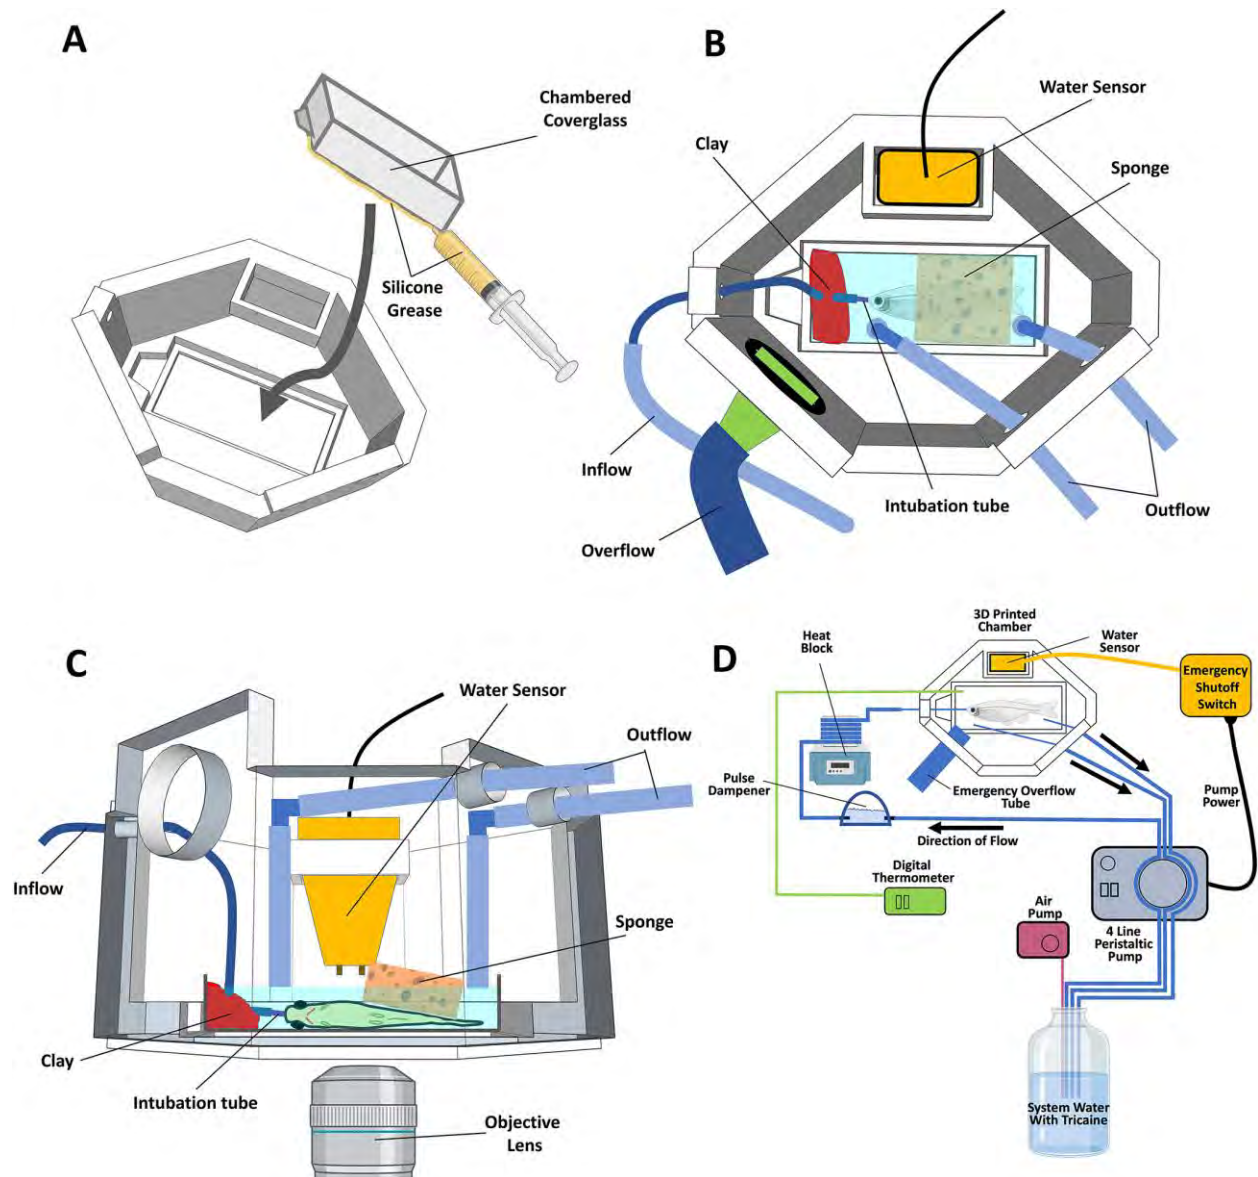 A
Chambered
Coverglass
Silicone
Grease
B
Water Sensor
Clay
Sponge
Inflow
Intubation tube
Outflow
Overflow
C
Water Sensor
Outflow
Inflow
Sponge
Clay
Intubation tube
Objective
Lens
D
3D Printed
Chamber
Heat
Block
Water
Sensor
Emergency
Shutoff
Switch
Pulse
Dampener
Emergency Overflow
Tube
Pump
Power
Direction of Flow
Digital
Thermometer
Air
Pump
4 Line
Peristaltic
Pump
System Water
With Tricaine